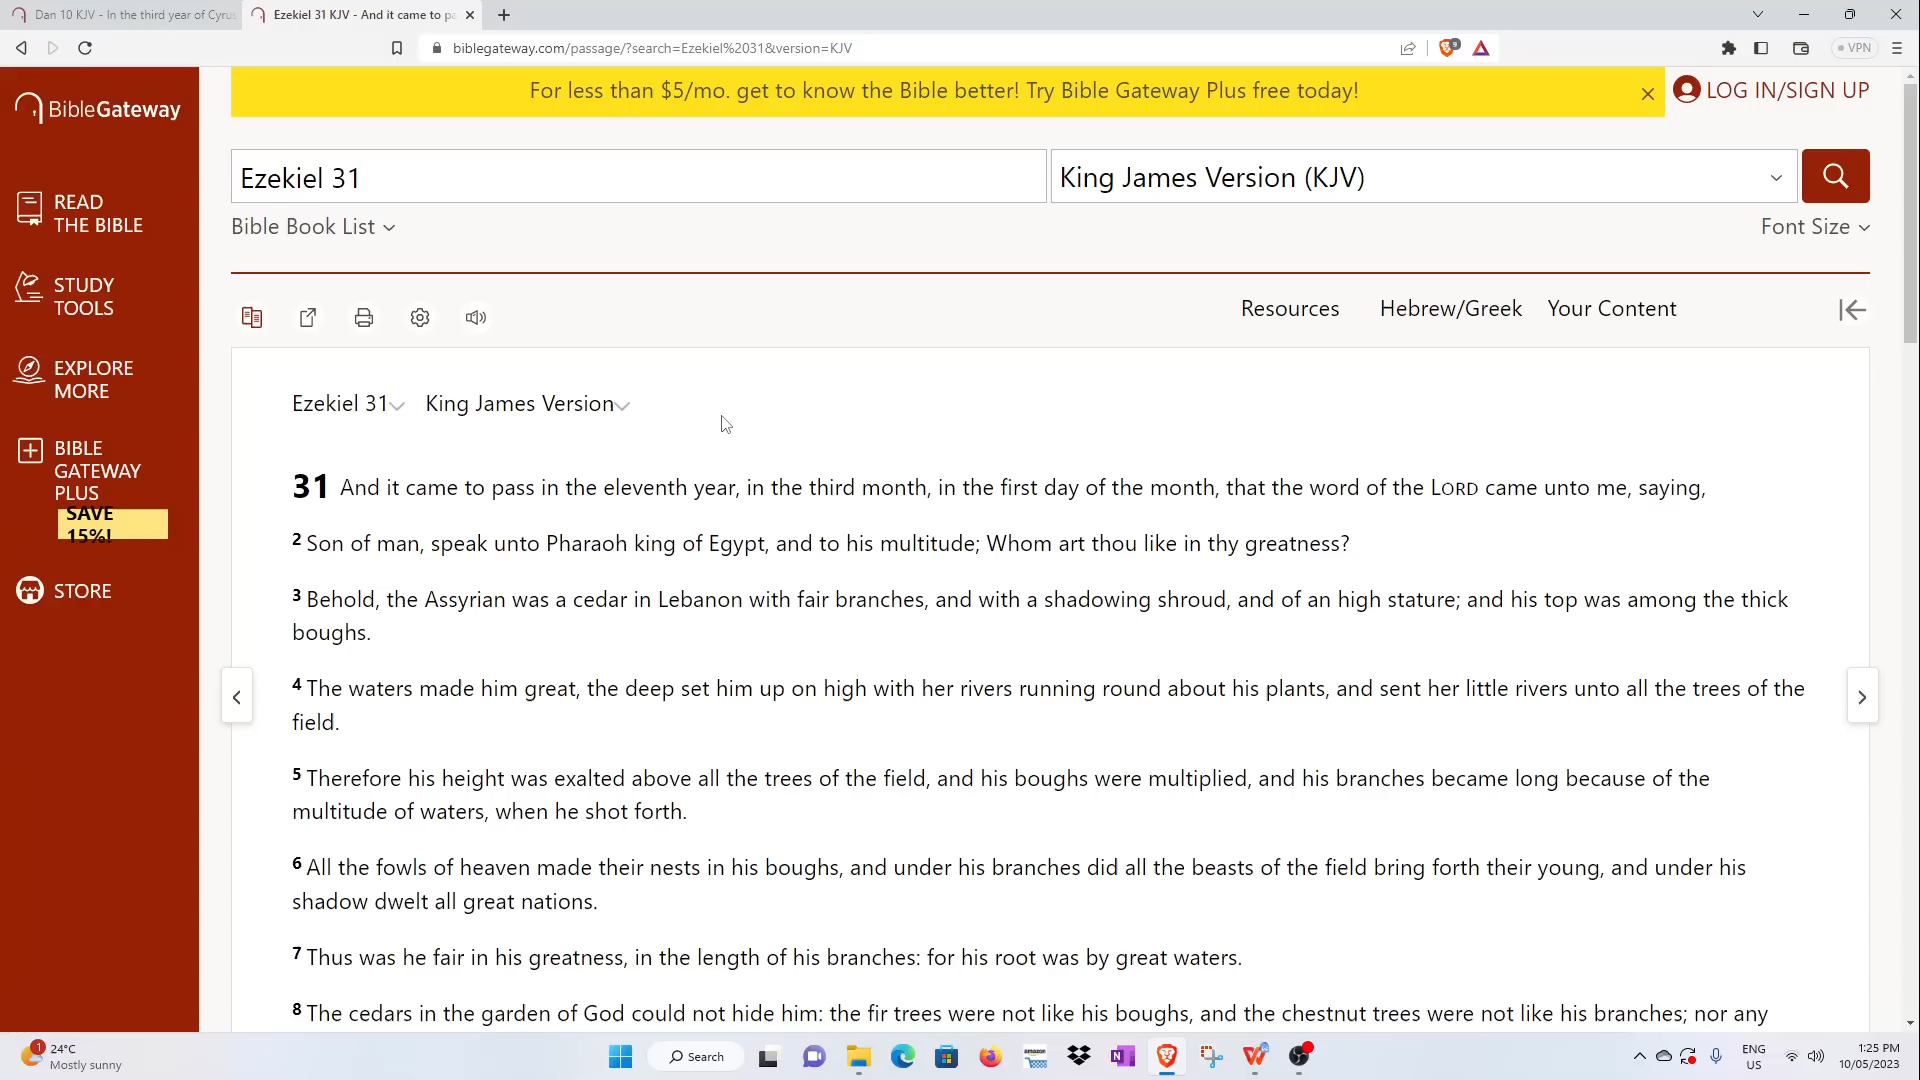 Dan 10 KJV - In the third year of Cyrus
Ezekiel 31 KJV - And it came to pa
biblegateway.com/passage/?search=Ezekiel%2031&version=KJV
VPN
BibleGateway
For less than $5/mo. get to know the Bible better! Try Bible Gateway Plus free today!
LOG IN/SIGN UP
Ezekiel 31
King James Version (KJV)
Bible Book List
Font Size
READ
THE BIBLE
STUDY
TOOLS
EXPLORE
MORE
BIBLE
GATEWAY
PLUS
SAVE
15%!
STORE
Resources
Hebrew/Greek
Your Content
Ezekiel 31 King James Version
31 And it came to pass in the eleventh year, in the third month, in the first day of the month, that the word of the LORD came unto me, saying,
2 Son of man, speak unto Pharaoh king of Egypt, and to his multitude; Whom art thou like in thy greatness?
3 Behold, the Assyrian was a cedar in Lebanon with fair branches, and with a shadowing shroud, and of an high stature; and his top was among the thick
boughs.
4 The waters made him great, the deep set him up on high with her rivers running round about his plants, and sent her little rivers unto all the trees of the
field.
5 Therefore his height was exalted above all the trees of the field, and his boughs were multiplied, and his branches became long because of the
multitude of waters, when he shot forth.
6 All the fowls of heaven made their nests in his boughs, and under his branches did all the beasts of the field bring forth their young, and under his
shadow dwelt all great nations.
7 Thus was he fair in his greatness, in the length of his branches: for his root was by great waters.
8 The cedars in the garden of God could not hide him: the fir trees were not like his boughs, and the chestnut trees were not like his branches; nor any
1
24°C
Mostly sunny
Search
amazon
ENG
US
1:25 PM
10/05/2023